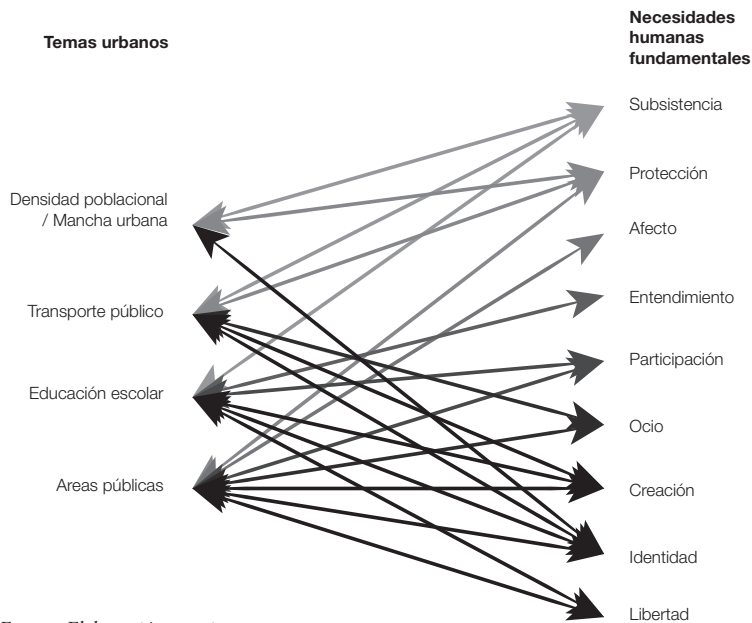 Temas urbanos
Necesidades
humanas
fundamentales
Densidad poblacional
/ Mancha urbana
Transporte público
Educación escolar
Areas públicas
Subsistencia
Protección
Afecto
Entendimiento
Participación
Ocio
Creación
Identidad
Libertad